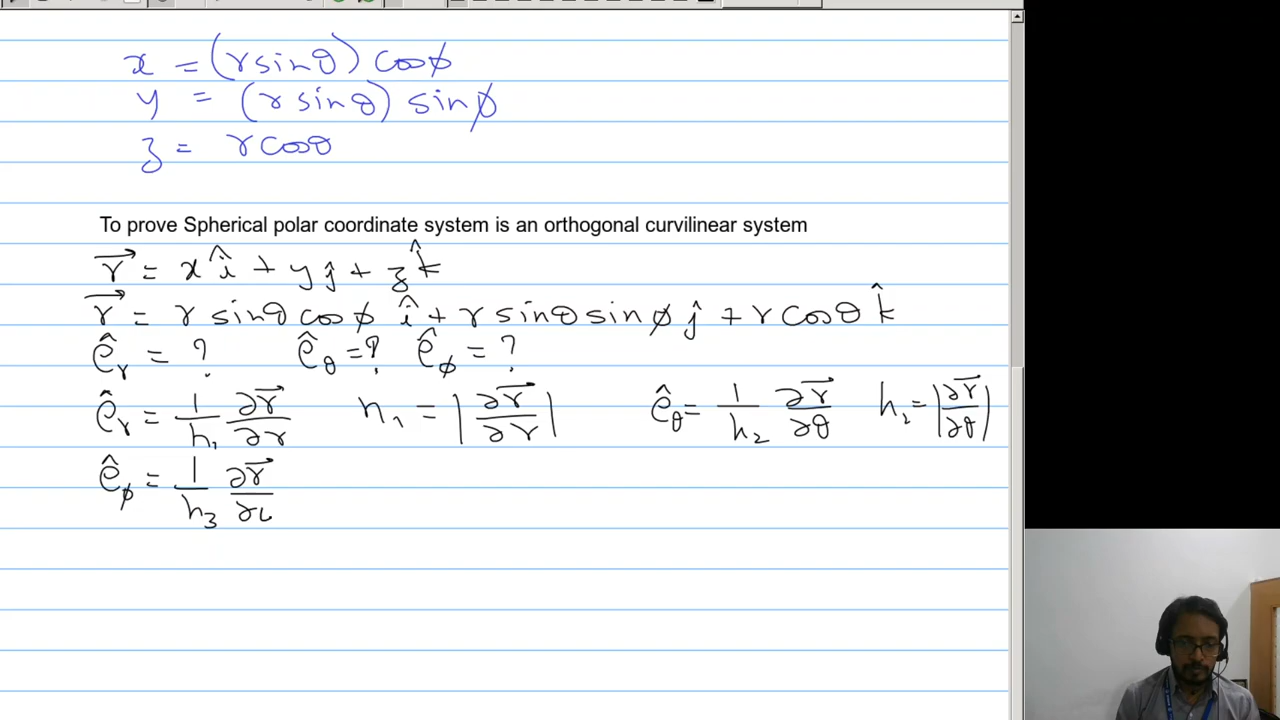 x = (r sinθ) cosϕ
y = (r sinθ) sinϕ
z = r cosθ
To prove Spherical polar coordinate system is an orthogonal curvilinear system
r⃗ = x î + y ĵ + z k̂
r⃗ = r sinθ cosϕ î + r sinθ sinϕ ĵ + r cosθ k̂
ê_r = ? ê_θ = ? ê_ϕ = ?
ê_r = 1/h₁ ∂r⃗/∂r h₁ = |∂r⃗/∂r| ê_θ = 1/h₂ ∂r⃗/∂θ h₂ = |∂r⃗/∂θ|
ê_ϕ = 1/h₃ ∂r⃗/∂